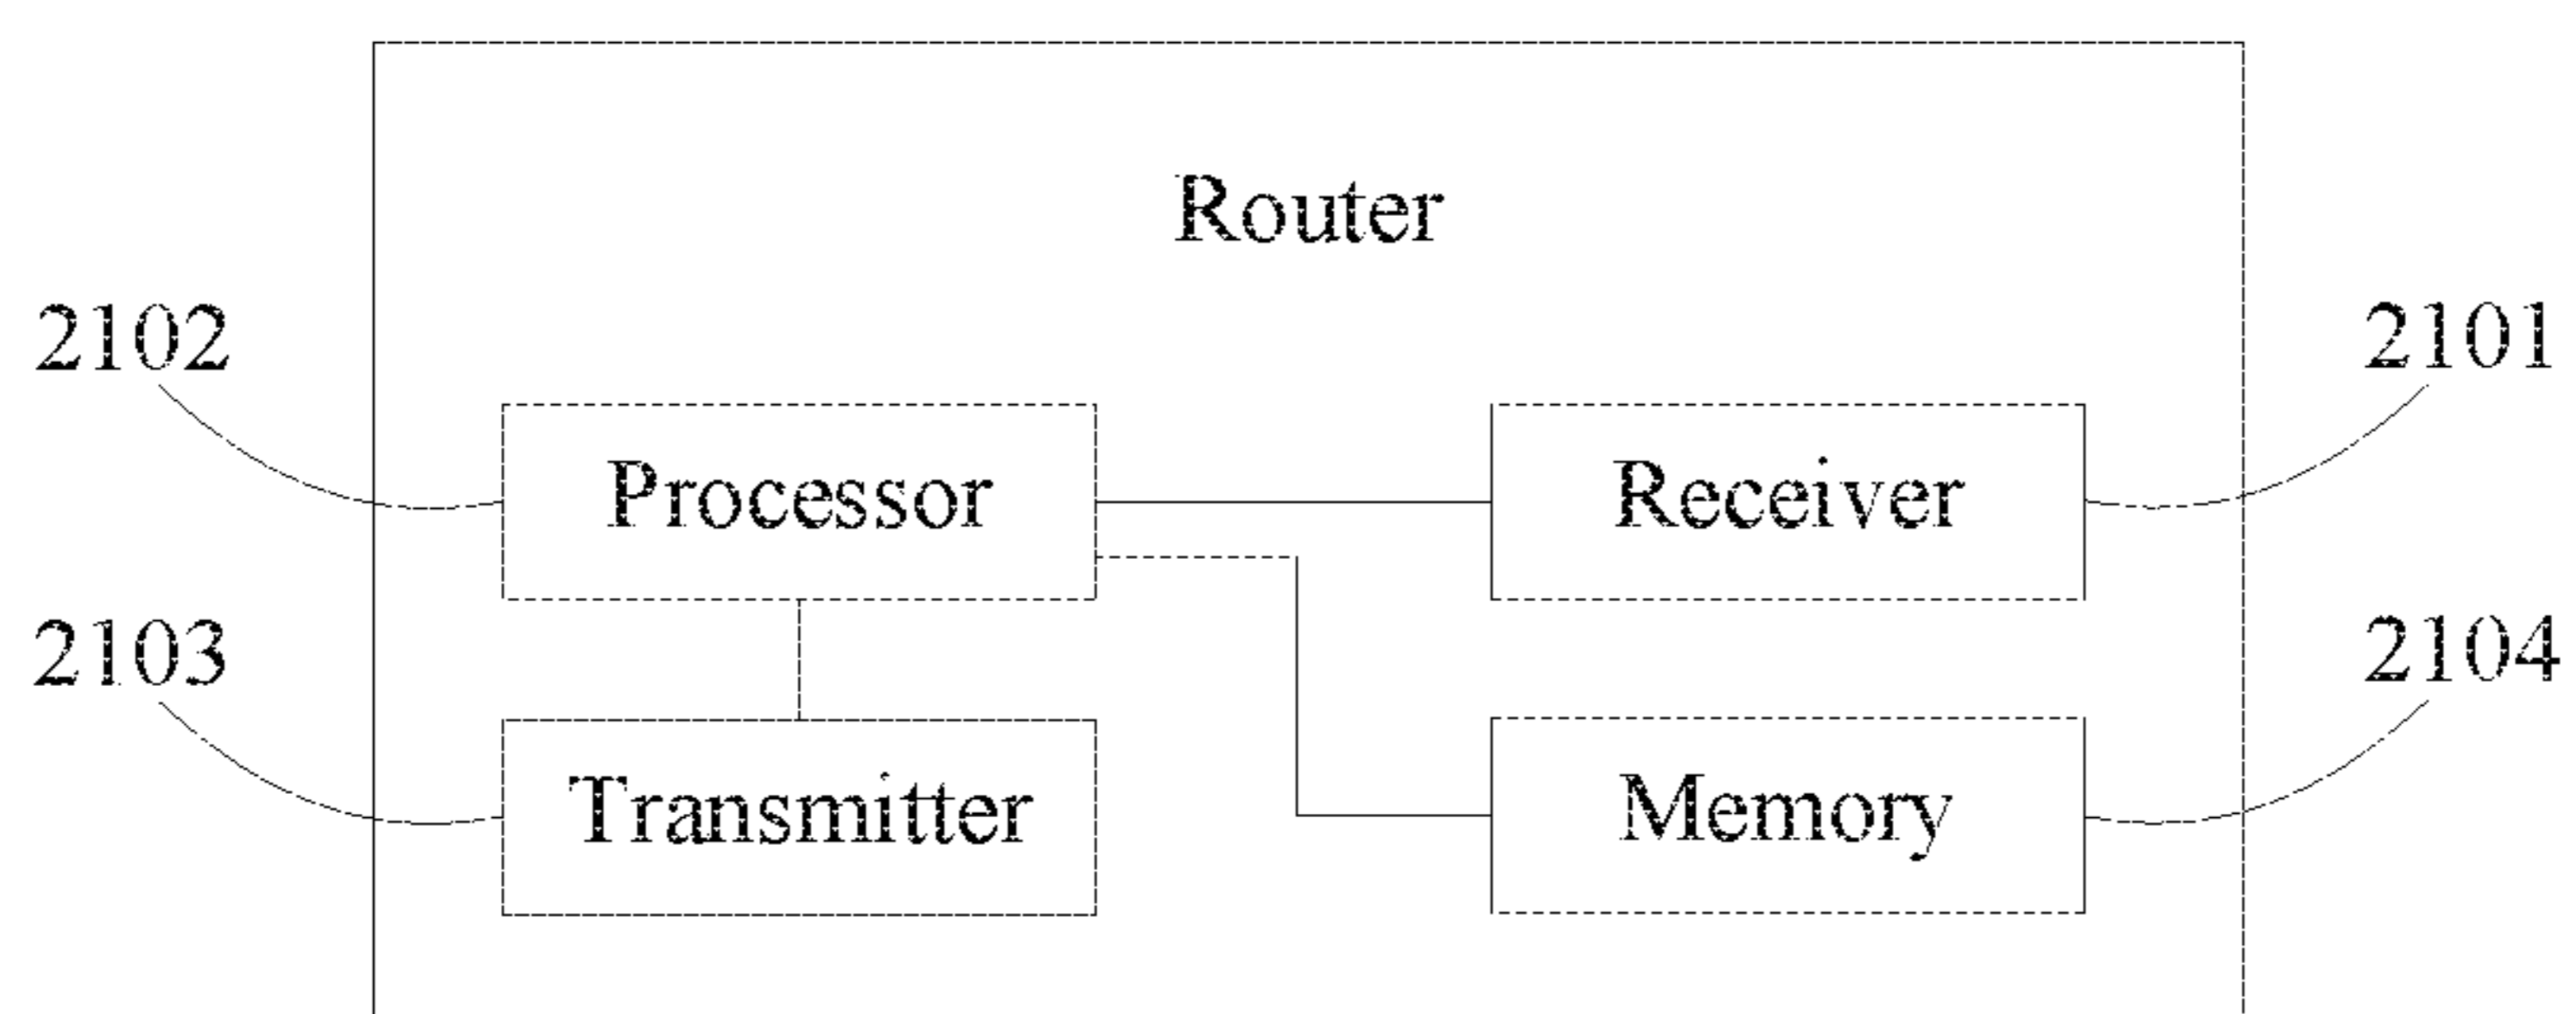 Router
2102
2101
Processor
Receiver
2103
2104
Transmitter
Memory